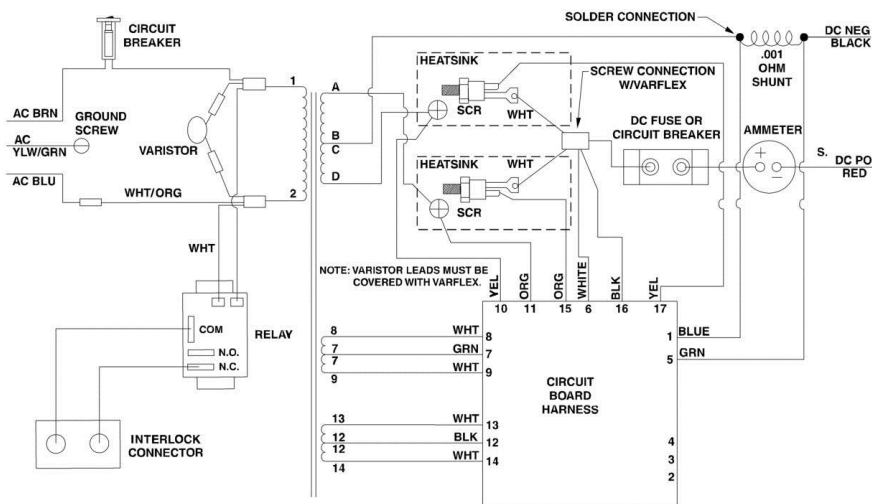 SOLDER CONNECTION
DC NEG
BLACK
CIRCUIT
BREAKER
.001
OHM
SHUNT
HEATSINK
SCREW CONNECTION
W/VARFLEX
1
A
SCR
WHT
AC BRN
GROUND
SCREW
DC FUSE OR
CIRCUIT BREAKER
AMMETER
AC
YLW/GRN
VARISTOR
B
C
HEATSINK
WHT
+
-
S.
DC PO
RED
AC BLU
WHT/ORG
2
D
SCR
WHT
NOTE: VARISTOR LEADS MUST BE
COVERED WITH VARFLEX.
YEL
ORG
ORG
WHITE
BLK
YEL
10
11
15
6
16
17
COM
RELAY
N.O.
N.C.
8
WHT
8
7
GRN
7
7
9
WHT
9
1
BLUE
5
GRN
CIRCUIT
BOARD
HARNESS
INTERLOCK
CONNECTOR
13
WHT
13
12
BLK
12
12
14
WHT
14
4
3
2